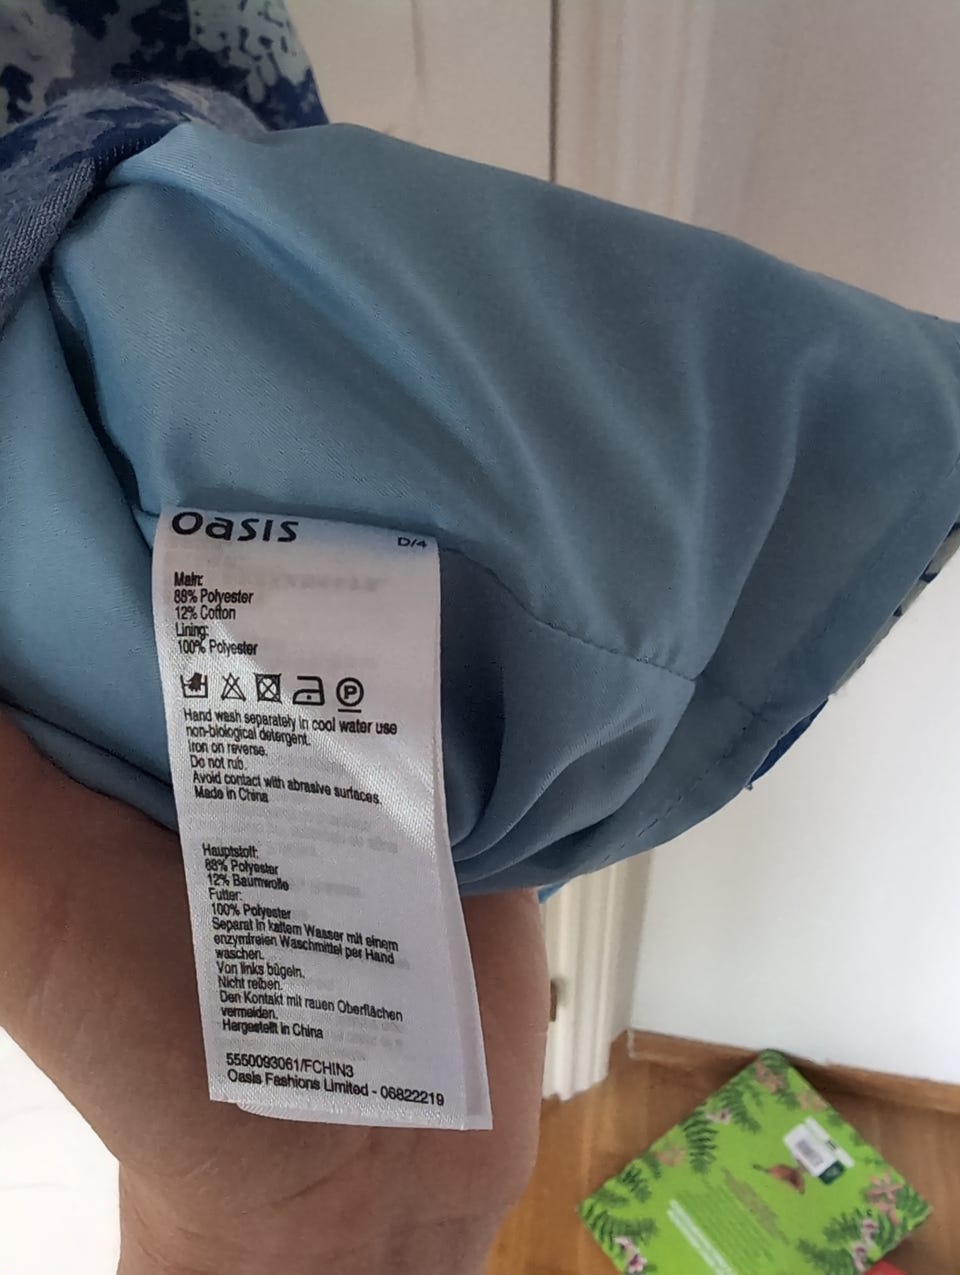 Oasis
D/4
Main:
88% Polyester
12% Cotton
Lining:
100% Polyester
P
Hand wash separately in cool water use
non-biological detergent.
Iron on reverse.
Do not rub.
Avoid contact with abrasive surfaces.
Made in China
Hauptstoff:
88% Polyester
12% Baumwolle
Futter:
100% Polyester
Separat in kaltem Wasser mit einem
enzymfreien Waschmittel per Hand
waschen.
Von links bügeln.
Nicht reiben.
Den Kontakt mit rauen Oberflächen
vermeiden.
Hergestellt in China
5550093061/FCHIN3
Oasis Fashions Limited - 06822219